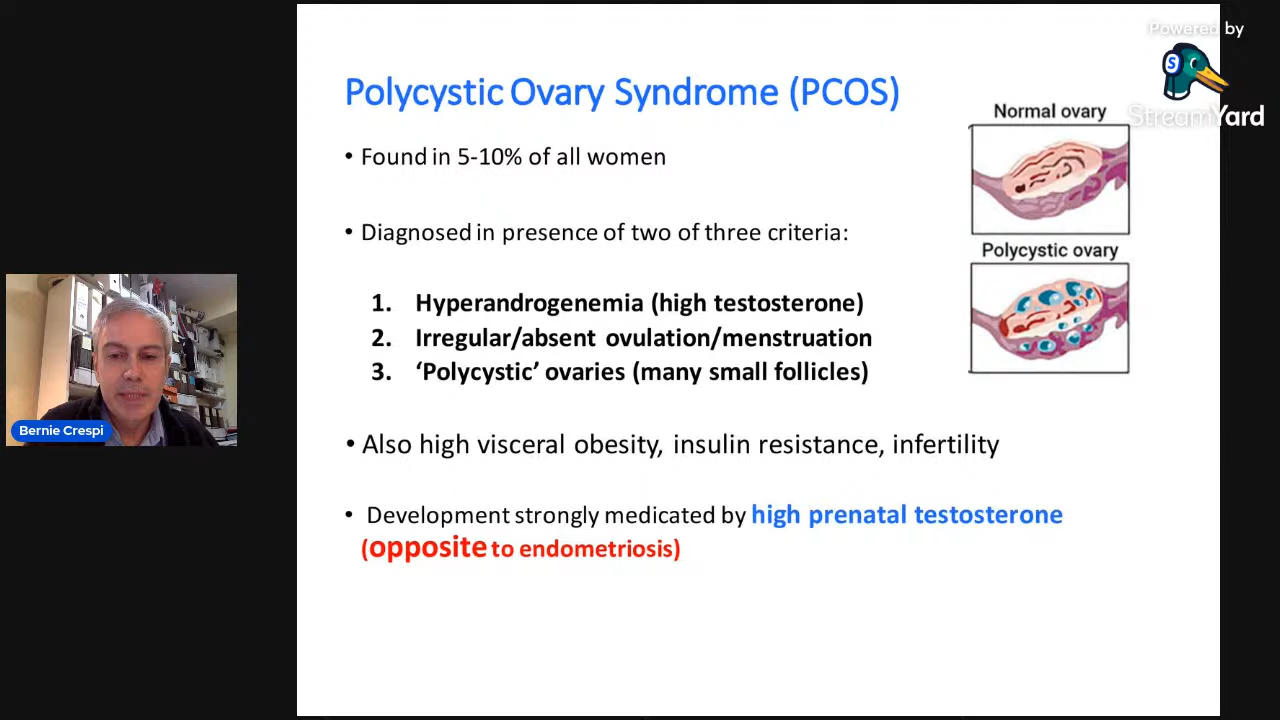 Powered by
StreamYard
Polycystic Ovary Syndrome (PCOS)
Normal ovary
• Found in 5-10% of all women
• Diagnosed in presence of two of three criteria:
Polycystic ovary
1. Hyperandrogenemia (high testosterone)
2. Irregular/absent ovulation/menstruation
3. ‘Polycystic’ ovaries (many small follicles)
Bernie Crespi
• Also high visceral obesity, insulin resistance, infertility
• Development strongly medicated by high prenatal testosterone
(opposite to endometriosis)